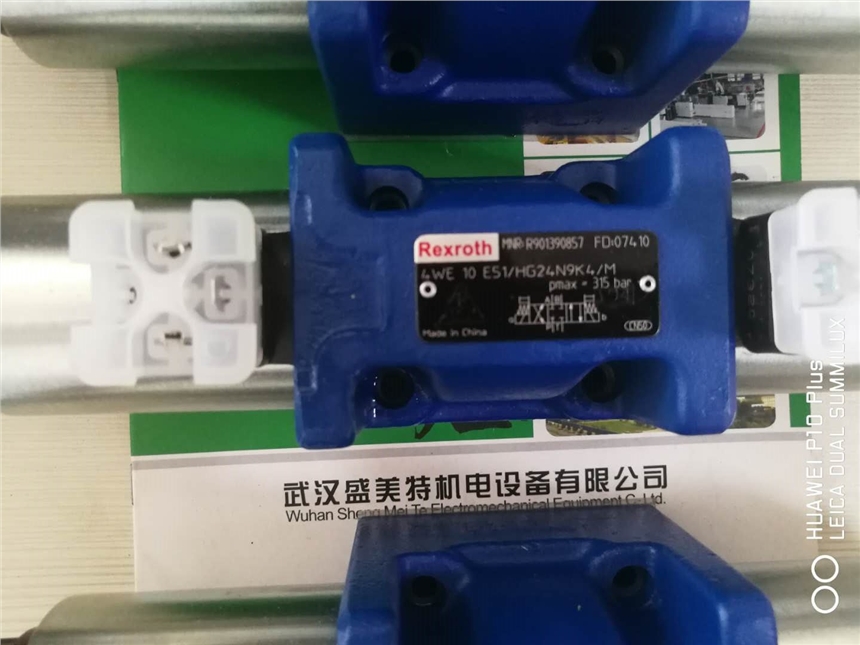 Rexroth
MNR: R901390857 FD:07410
4WE 10 E51/HG24N9K4/M
pmax = 315 bar
A B
a b
P T
Made in China
CN50
武汉盛美特机电设备有限公司
Wuhan Sheng Mei Te Electromechanical Equipment C Ltd.
HUAWEI P10 Plus
LEICA DUAL SUMMILUX